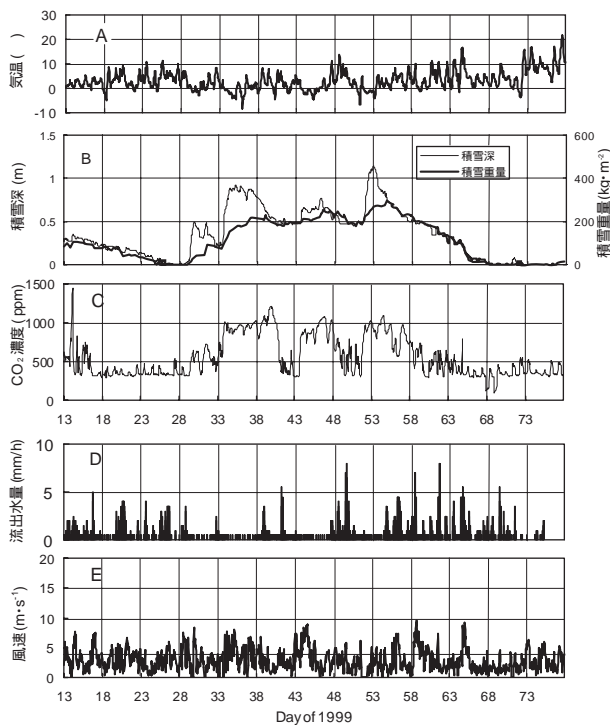 A
気温 ( )
30
20
10
0
-10
B
積雪深 (m)
1.5
1
0.5
0
積雪深
積雪重量
600
400
200
0
積雪重量(kg・m-2)
C
CO2 濃度 ( ppm)
1500
1000
500
0
13 18 23 28 33 38 43 48 53 58 63 68 73
D
流出水量 (mm/h)
10
5
0
E
風速 (m・s-1)
20
15
10
5
0
13 18 23 28 33 38 43 48 53 58 63 68 73
Day of 1999